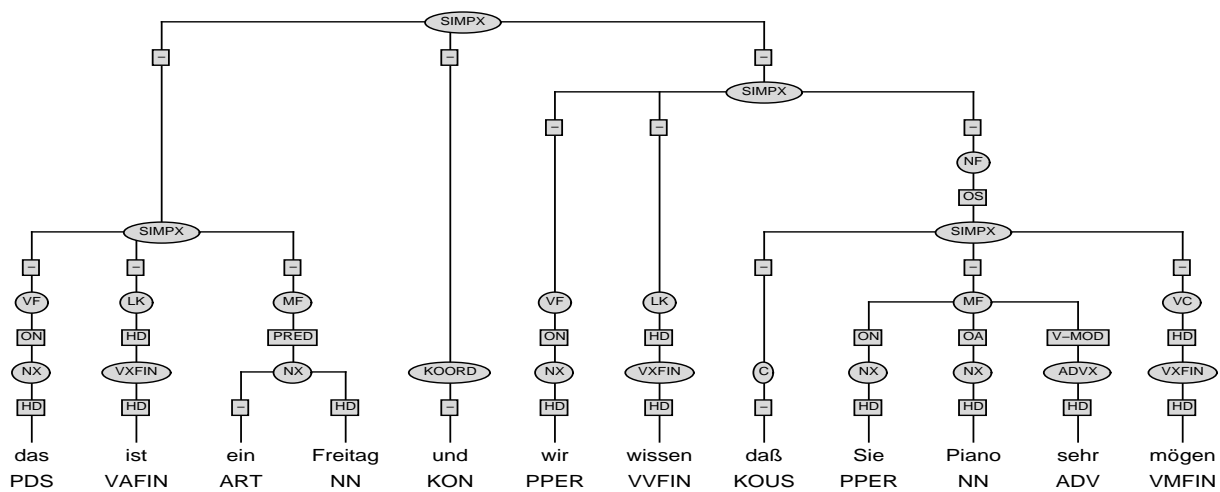 SIMPX
– – –
SIMPX
– – –
NF
OS
SIMPX SIMPX
– – – – – –
VF LK MF VF LK MF VC
ON HD PRED ON HD ON OA V–MOD HD
NX VXFIN NX KOORD NX VXFIN C NX NX ADVX VXFIN
HD HD – HD – HD HD – HD HD HD HD
das ist ein Freitag und wir wissen daß Sie Piano sehr mögen
PDS VAFIN ART NN KON PPER VVFIN KOUS PPER NN ADV VMFIN